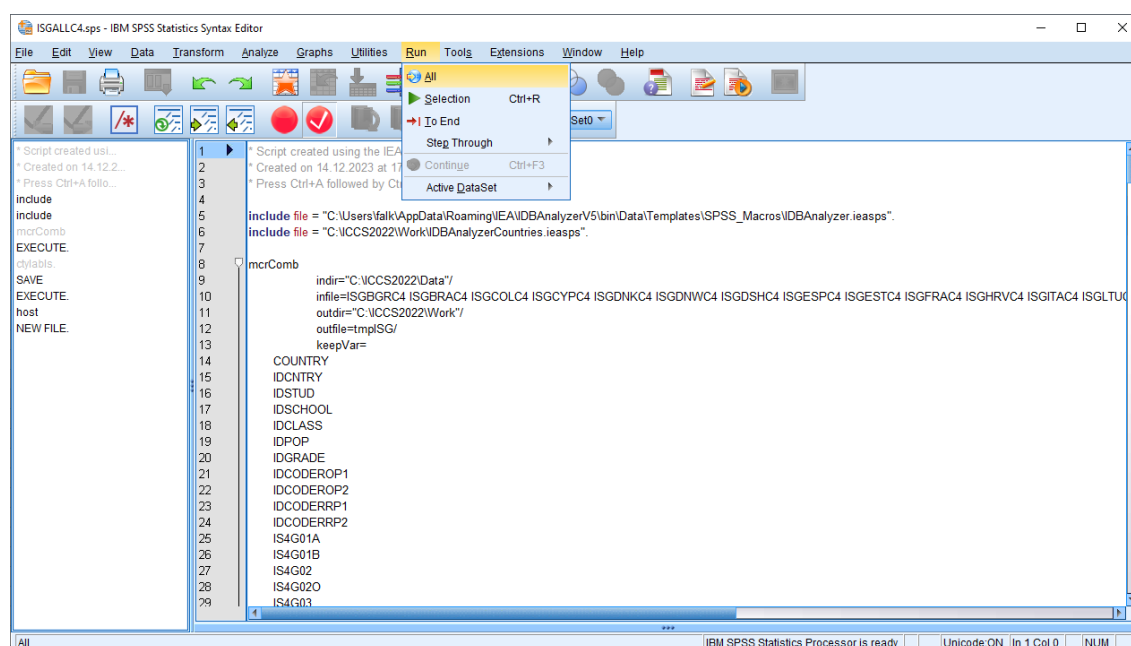 ISGALLC4.sps - IBM SPSS Statistics Syntax Editor
File Edit View Data Transform Analyze Graphs Utilities Run Tools Extensions Window Help
All
Selection Ctrl+R
To End
Step Through
Continue Ctrl+F3
Active DataSet
Set0
* Script created usi...
* Created on 14.12.2...
* Press Ctrl+A follo...
include
include
mcrComb
EXECUTE.
ctylabls.
SAVE
EXECUTE.
host
NEW FILE.
1 * Script created using the IEA
2 * Created on 14.12.2023 at 17
3 * Press Ctrl+A followed by
4
5 include file = "C:\Users\falk\AppData\Roaming\IEA\IDBAnalyzerV5\bin\Data\Templates\SPSS_Macros\IDBAnalyzer.ieasps".
6 include file = "C:\ICCS2022\Work\IDBAnalyzerCountries.ieasps".
7
8 mcrComb
9 indir="C:\ICCS2022\Data"/
10 infile=ISGBGRC4 ISGBRAC4 ISGCOLC4 ISGCYPC4 ISGDNKC4 ISGDNWC4 ISGDSHC4 ISGESPC4 ISGESTC4 ISGFRAC4 ISGHRVC4 ISGITAC4
11 outdir="C:\ICCS2022\Work"/
12 outfile=tmpISG/
13 keepVar=
14 COUNTRY
15 IDCNTRY
16 IDSTUD
17 IDSCHOOL
18 IDCLASS
19 IDPOP
20 IDGRADE
21 IDCODEROP1
22 IDCODEROP2
23 IDCODERRP1
24 IDCODERRP2
25 IS4G01A
26 IS4G01B
27 IS4G02
28 IS4G02O
29 IS4G03
All IBM SPSS Statistics Processor is ready Unicode:ON In 1 Col 0 NUM